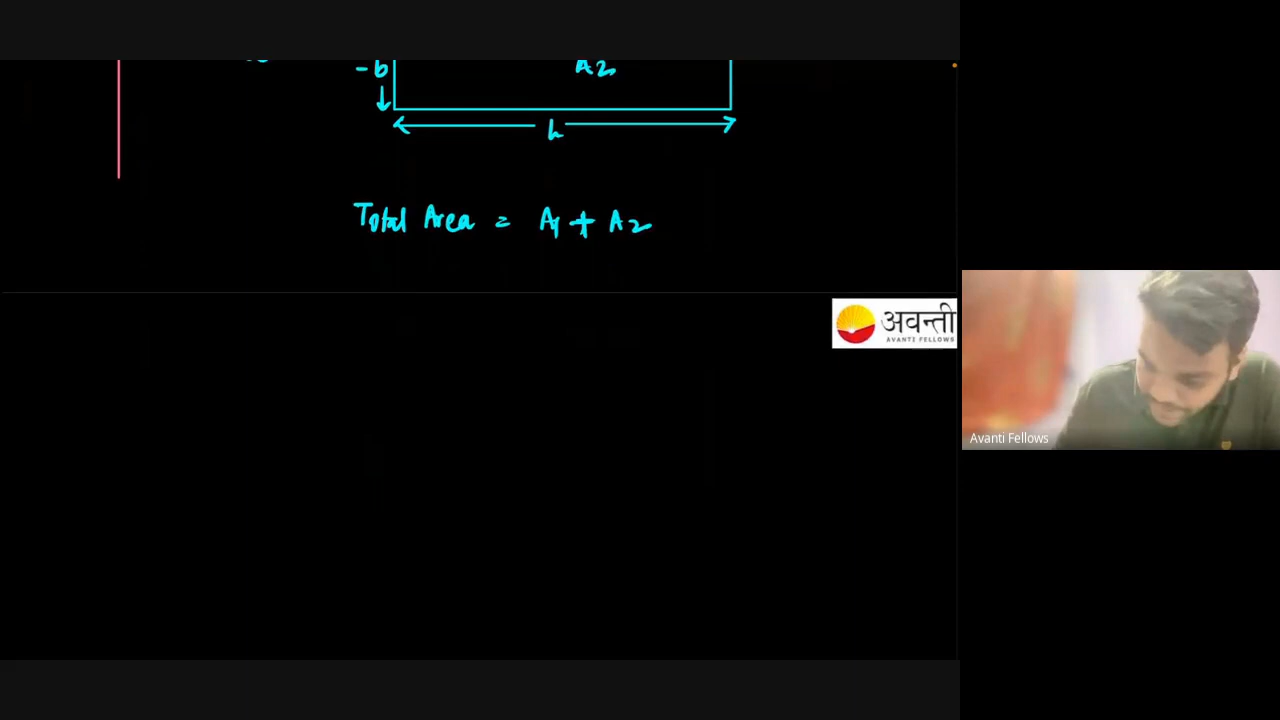 -b
A2
h
Total Area = A1 + A2
अवन्ती
AVANTI FELLOWS
Avanti Fellows